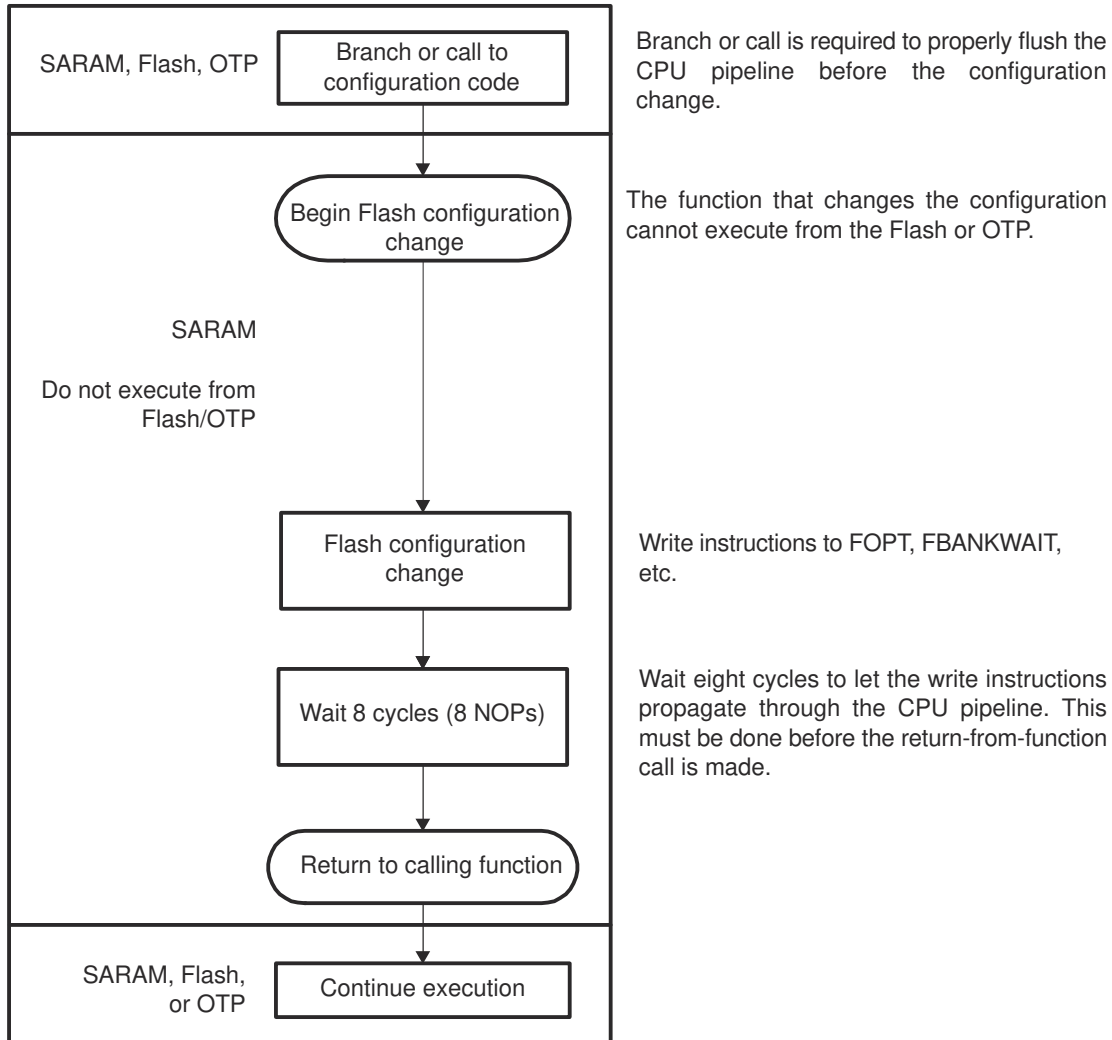 SARAM, Flash, OTP
Branch or call to
configuration code
Branch or call is required to properly flush the
CPU pipeline before the configuration
change.
Begin Flash configuration
change
The function that changes the configuration
cannot execute from the Flash or OTP.
SARAM
Do not execute from
Flash/OTP
Flash configuration
change
Write instructions to FOPT, FBANKWAIT,
etc.
Wait 8 cycles (8 NOPs)
Wait eight cycles to let the write instructions
propagate through the CPU pipeline. This
must be done before the return-from-function
call is made.
Return to calling function
SARAM, Flash,
or OTP
Continue execution